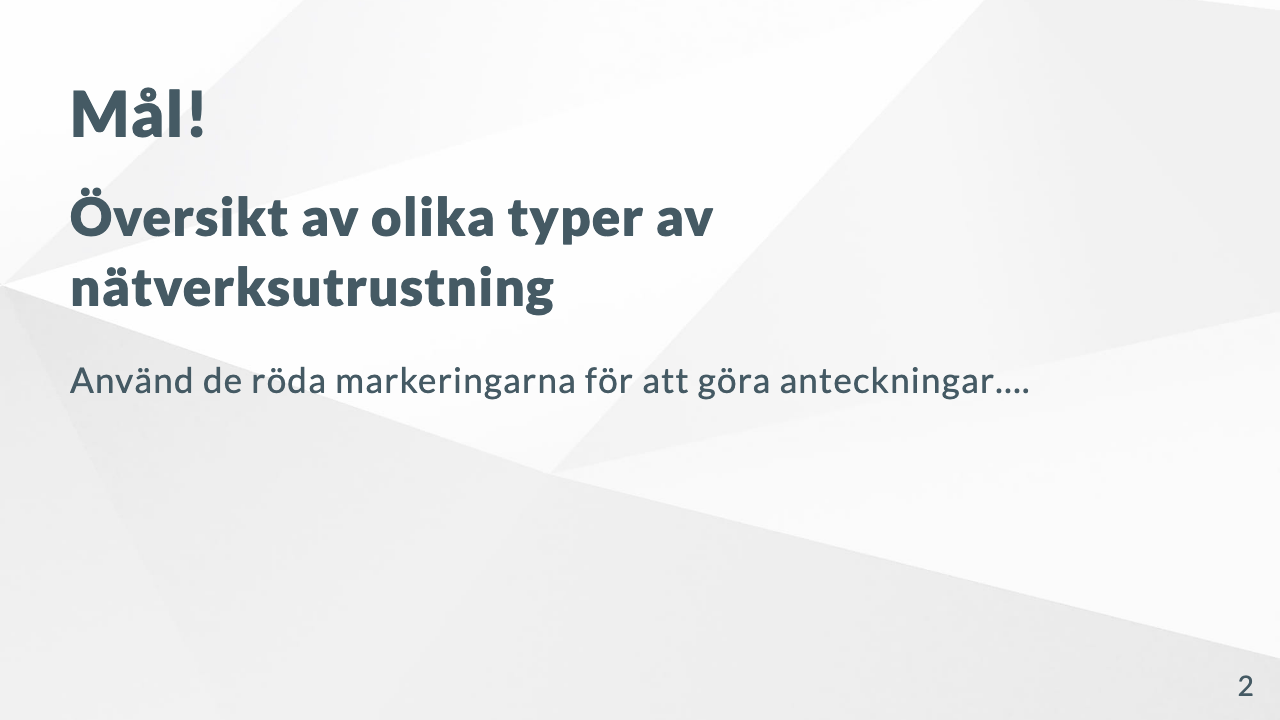 Mål!
Översikt av olika typer av
nätverksutrustning
Använd de röda markeringarna för att göra anteckningar....
2